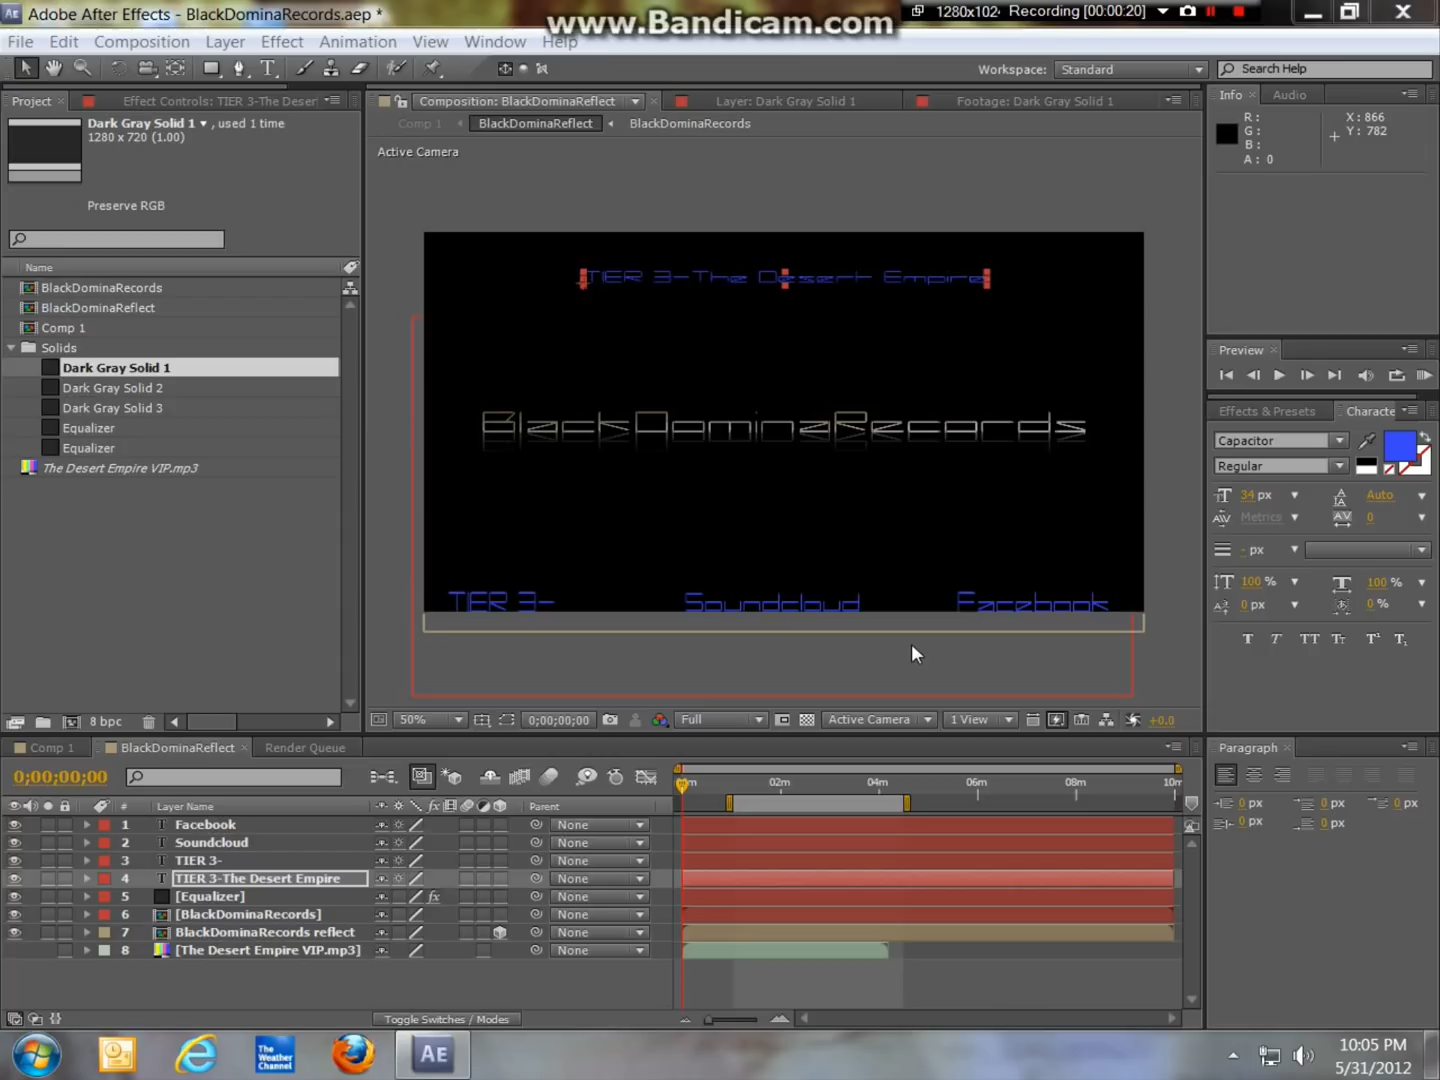 Adobe After Effects - BlackDominaRecords.aep *
www.Bandicam.com
1280x102
Recording [00:00:20]
File Edit Composition Layer Effect Animation View Window Help
Workspace: Standard
Search Help
Project
Effect Controls: TIER 3-The Deser
Composition: BlackDominaReflect
Layer: Dark Gray Solid 1
Footage: Dark Gray Solid 1
Info
Audio
Dark Gray Solid 1 , used 1 time
1280 x 720 (1.00)
Comp 1
BlackDominaReflect
BlackDominaRecords
R:
G:
B:
A: 0
X: 866
Y: 782
Active Camera
Preserve RGB
Name
BlackDominaRecords
BlackDominaReflect
Comp 1
Solids
Dark Gray Solid 1
Dark Gray Solid 2
Dark Gray Solid 3
Equalizer
Equalizer
The Desert Empire VIP.mp3
TIER 3-The Desert Empire
BlackDominaRecords
TIER 3-
Soundcloud
Facebook
Preview
Effects & Presets
Characte
Capacitor
Regular
34 px
Auto
Metrics
0
- px
100 %
100 %
0 px
0 %
T T TT Tt T¹ T₁
8 bpc
50%
0;00;00;00
Full
Active Camera
1 View
+0.0
Comp 1
BlackDominaReflect
Render Queue
0;00;00;00
02m
04m
06m
08m
10m
# Layer Name
fx
Parent
1 Facebook None
2 Soundcloud None
3 TIER 3- None
4 TIER 3-The Desert Empire None
5 [Equalizer] fx None
6 [BlackDominaRecords] None
7 BlackDominaRecords reflect None
8 [The Desert Empire VIP.mp3] None
Toggle Switches / Modes
Paragraph
0 px
0 px
0 px
0 px
0 px
The Weather Channel
AE
10:05 PM
5/31/2012